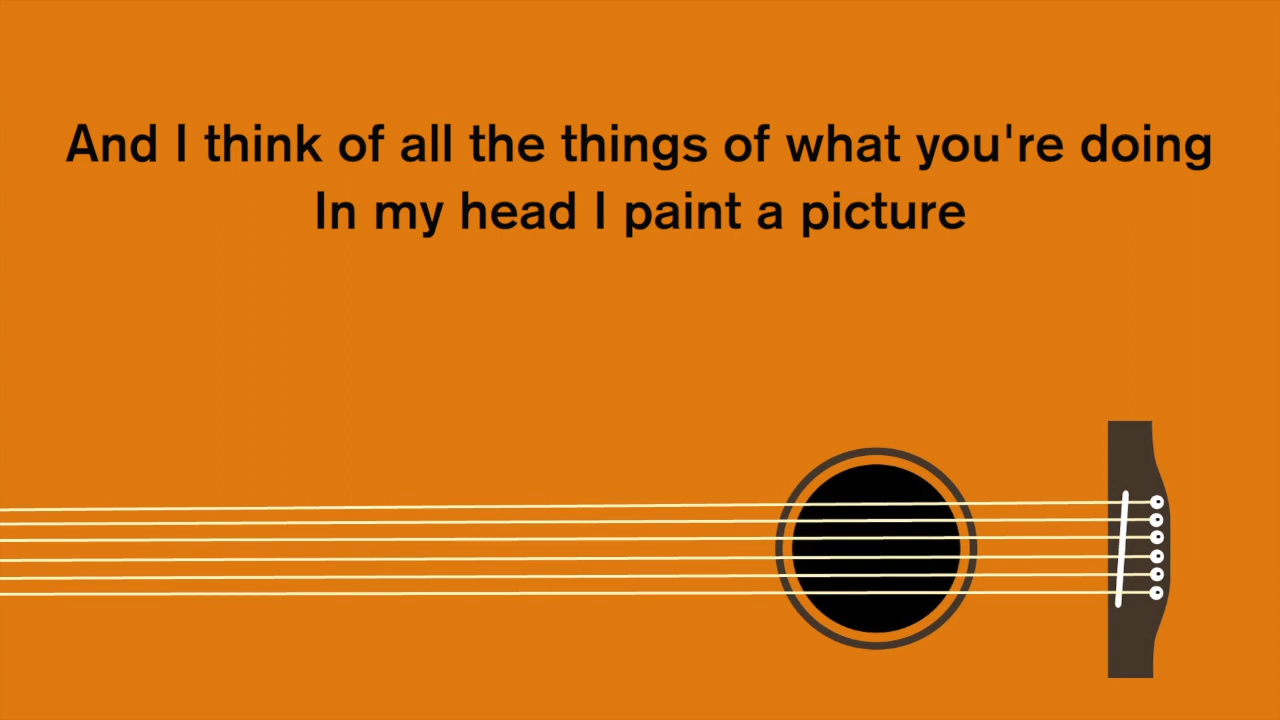 And I think of all the things of what you're doing
In my head I paint a picture